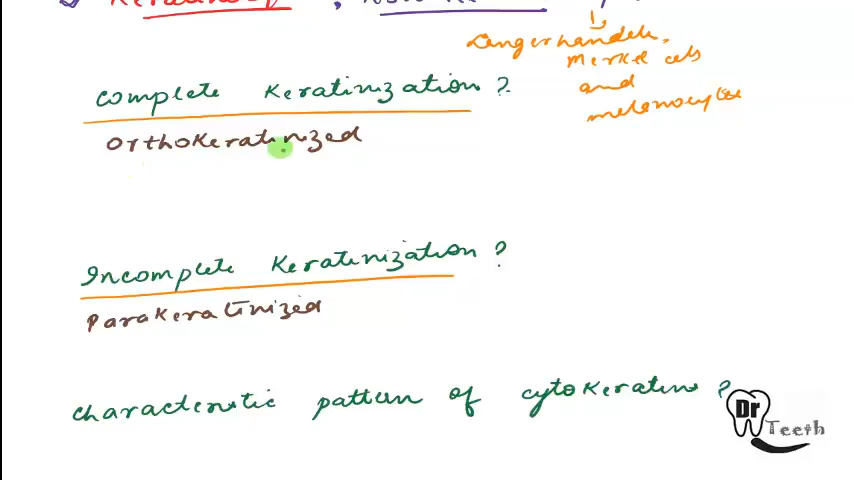 Langerhans cells,
Merkel cells
and
melanocytes
Complete Keratinization?
Orthokeratinized
Incomplete Keratinization?
Parakeratinized
characteristic pattern of cytokeratins?
Dr
Teeth